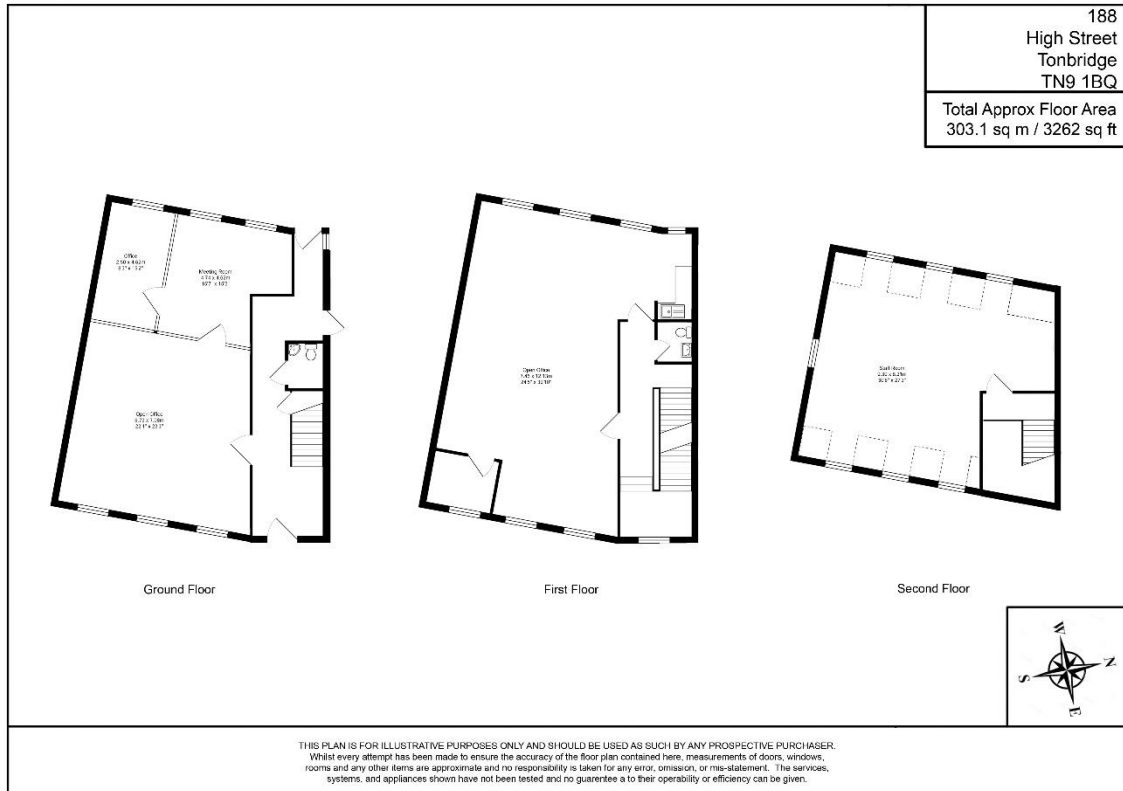 188
High Street
Tonbridge
TN9 1BQ
Total Approx Floor Area
303.1 sq m / 3262 sq ft
Office
Meeting Room
Open Office
Ground Floor
Open Office
First Floor
Staff Room
Second Floor
W
N
S
E
THIS PLAN IS FOR ILLUSTRATIVE PURPOSES ONLY AND SHOULD BE USED AS SUCH BY ANY PROSPECTIVE PURCHASER.
Whilst every attempt has been made to ensure the accuracy of the floor plan contained here, measurements of doors, windows,
rooms and any other items are approximate and no responsibility is taken for any error, omission, or mis-statement. The services,
systems, and appliances shown have not been tested and no guarentee a to their operability or efficiency can be given.